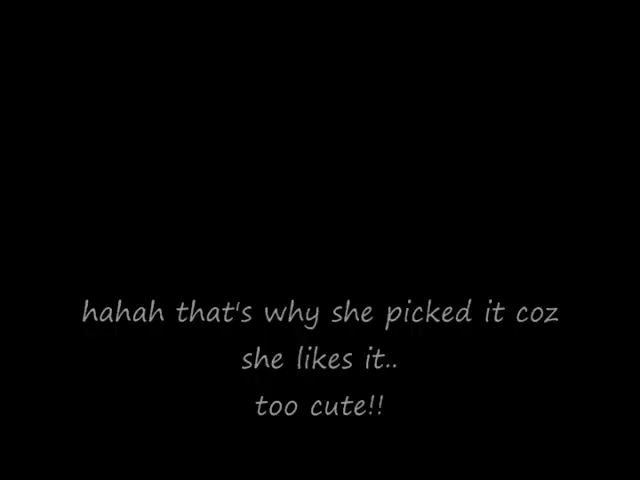 hahah that's why she picked it coz
she likes it..
too cute!!